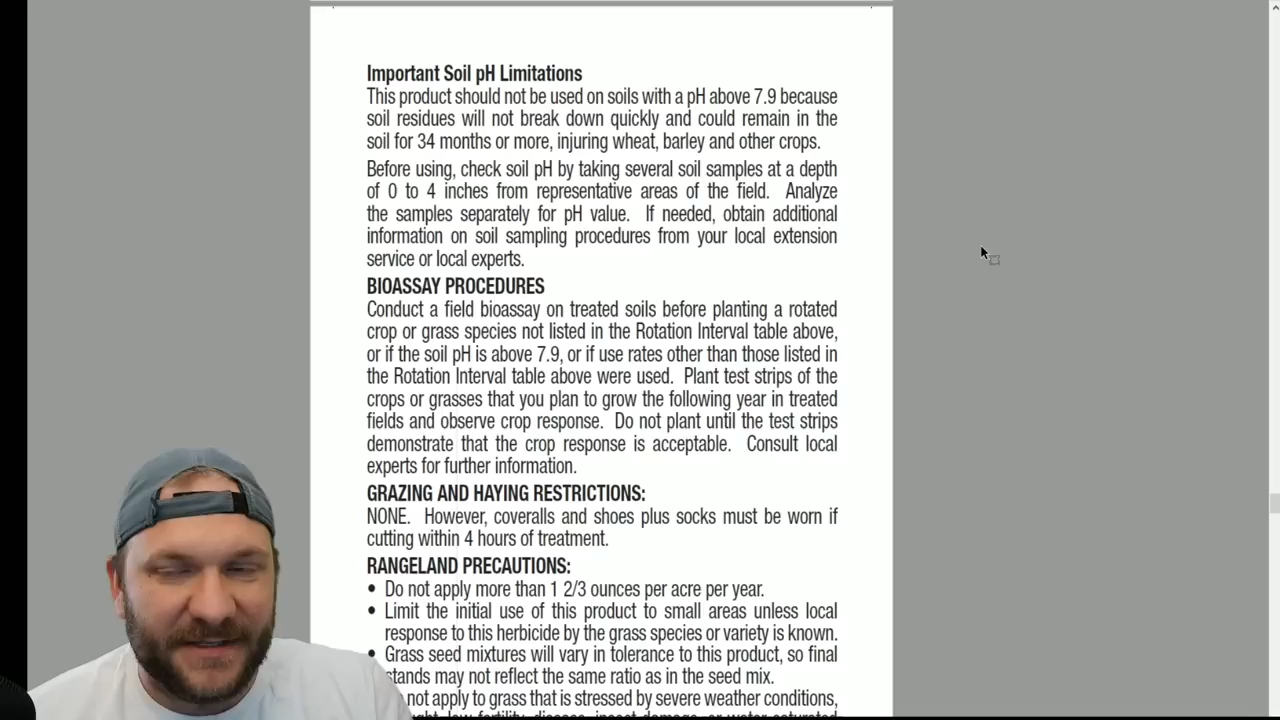 Important Soil pH Limitations
This product should not be used on soils with a pH above 7.9 because
soil residues will not break down quickly and could remain in the
soil for 34 months or more, injuring wheat, barley and other crops.
Before using, check soil pH by taking several soil samples at a depth
of 0 to 4 inches from representative areas of the field. Analyze
the samples separately for pH value. If needed, obtain additional
information on soil sampling procedures from your local extension
service or local experts.
BIOASSAY PROCEDURES
Conduct a field bioassay on treated soils before planting a rotated
crop or grass species not listed in the Rotation Interval table above,
or if the soil pH is above 7.9, or if use rates other than those listed in
the Rotation Interval table above were used. Plant test strips of the
crops or grasses that you plan to grow the following year in treated
fields and observe crop response. Do not plant until the test strips
demonstrate that the crop response is acceptable. Consult local
experts for further information.
GRAZING AND HAYING RESTRICTIONS:
NONE. However, coveralls and shoes plus socks must be worn if
cutting within 4 hours of treatment.
RANGELAND PRECAUTIONS:
• Do not apply more than 1 2/3 ounces per acre per year.
• Limit the initial use of this product to small areas unless local
response to this herbicide by the grass species or variety is known.
• Grass seed mixtures will vary in tolerance to this product, so final
stands may not reflect the same ratio as in the seed mix.
not apply to grass that is stressed by severe weather conditions,